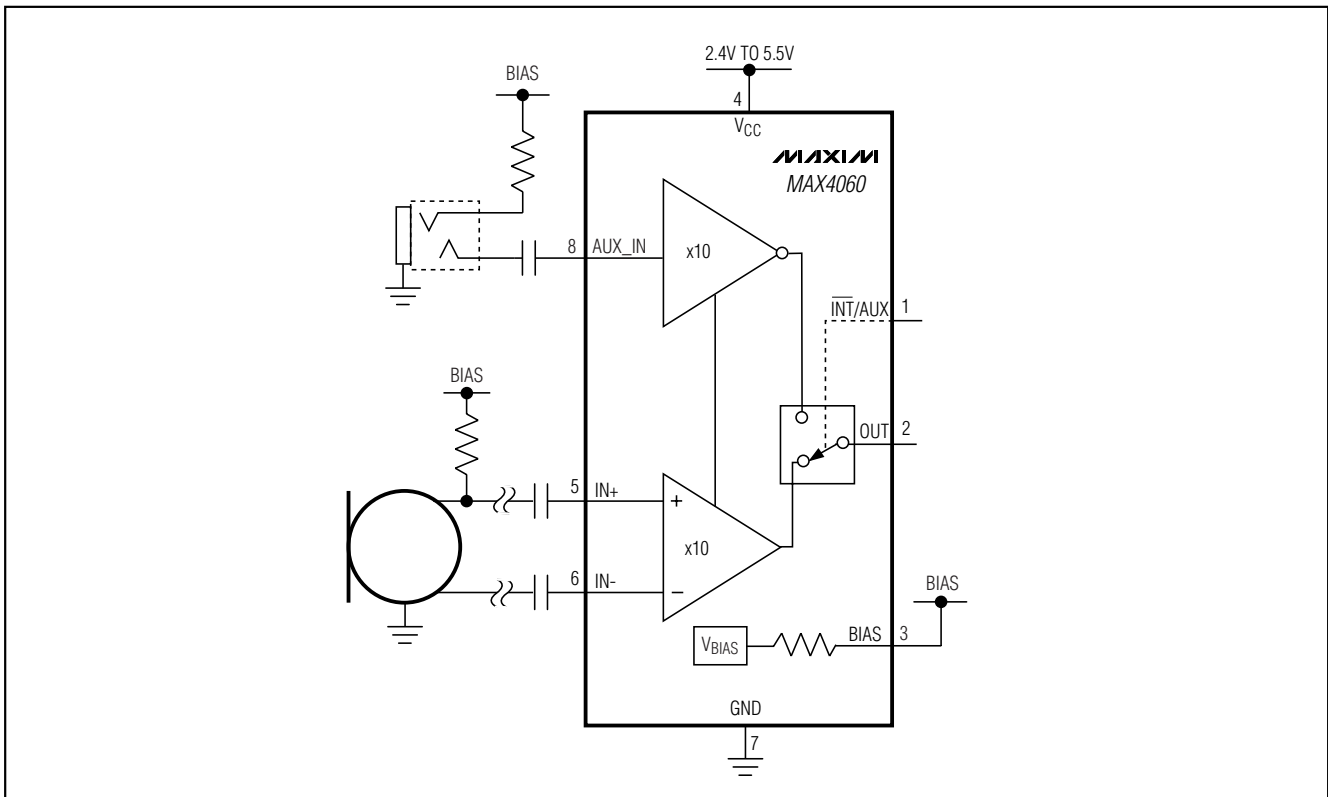 2.4V TO 5.5V
BIAS
4
VCC
MAXIM
MAX4060
8 AUX_IN
x10
INT/AUX 1
BIAS
OUT 2
5 IN+
+
x10
6 IN-
−
BIAS
VBIAS
BIAS 3
GND
7